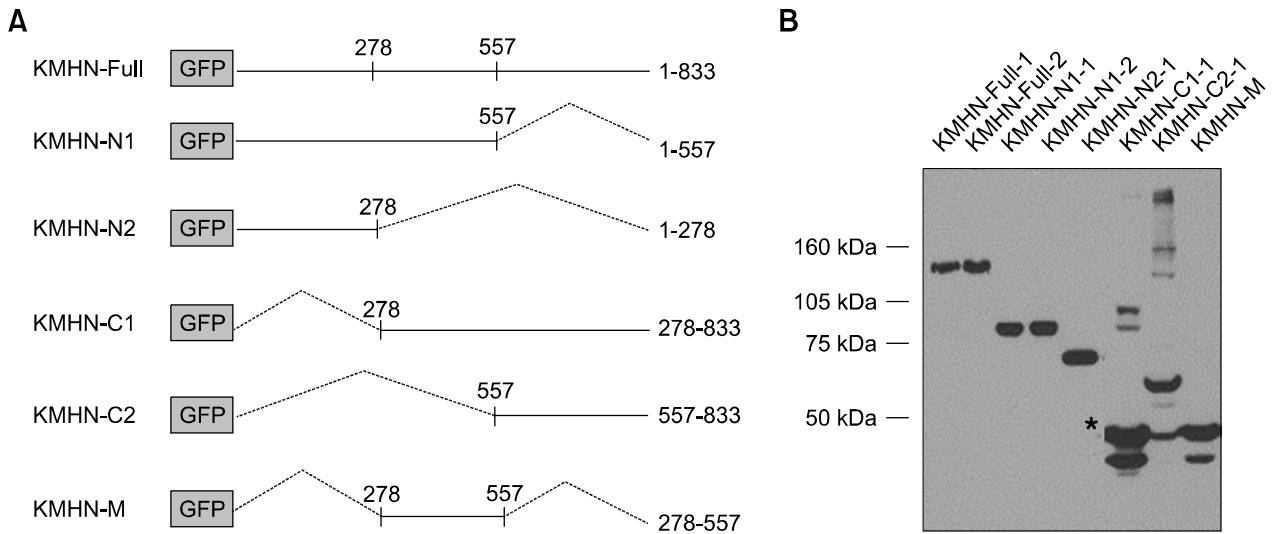 A
KMHN-Full GFP 278 557 1-833
KMHN-N1 GFP 557 1-557
KMHN-N2 GFP 278 1-278
KMHN-C1 GFP 278 278-833
KMHN-C2 GFP 557 557-833
KMHN-M GFP 278 557 278-557
B
KMHN-Full-1
KMHN-Full-2
KMHN-N1-1
KMHN-N1-2
KMHN-N2-1
KMHN-C1-1
KMHN-C2-1
KMHN-M
160 kDa
105 kDa
75 kDa
50 kDa
*